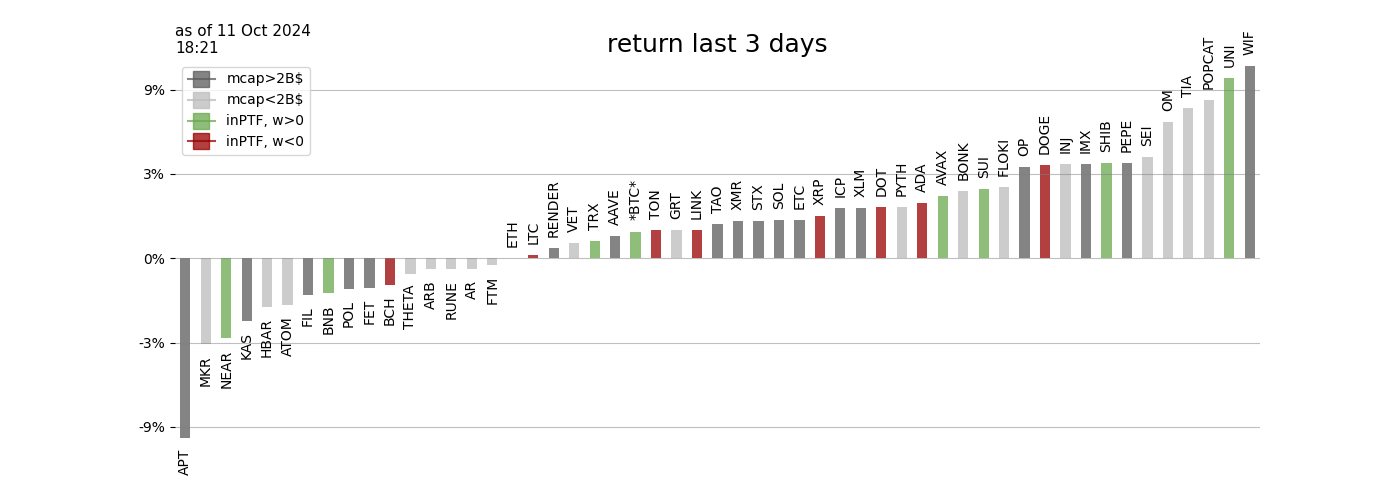 as of 11 Oct 2024
18:21
return last 3 days
mcap>2B$
mcap<2B$
inPTF, w>0
inPTF, w<0
9%
3%
0%
-3%
-9%
APT
MKR
NEAR
KAS
HBAR
ATOM
FIL
BNB
POL
FET
BCH
THETA
ARB
RUNE
AR
FTM
ETH
LTC
RENDER
VET
TRX
AAVE
*BTC*
TON
GRT
LINK
TAO
XMR
STX
SOL
ETC
XRP
ICP
XLM
DOT
PYTH
ADA
AVAX
BONK
SUI
FLOKI
OP
DOGE
INJ
IMX
SHIB
PEPE
SEI
OM
TIA
POPCAT
UNI
WIF